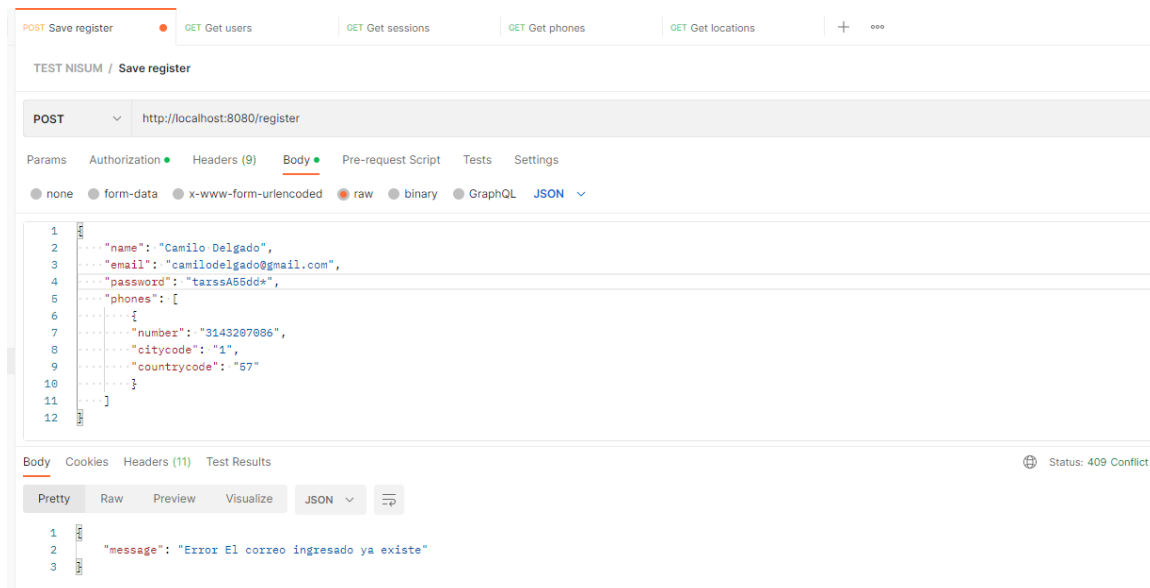 POST Save register GET Get users GET Get sessions GET Get phones GET Get locations
TEST NISUM / Save register
POST http://localhost:8080/register
Params Authorization Headers (9) Body Pre-request Script Tests Settings
none form-data x-www-form-urlencoded raw binary GraphQL JSON
1 {
2 "name": "Camilo Delgado",
3 "email": "camilodelgado@gmail.com",
4 "password": "tarssA55dd*",
5 "phones": [
6 {
7 "number": "3143207086",
8 "citycode": "1",
9 "countrycode": "57"
10 }
11 ]
12 }
Body Cookies Headers (11) Test Results Status: 409 Conflict
Pretty Raw Preview Visualize JSON
1 {
2 "message": "Error El correo ingresado ya existe"
3 }